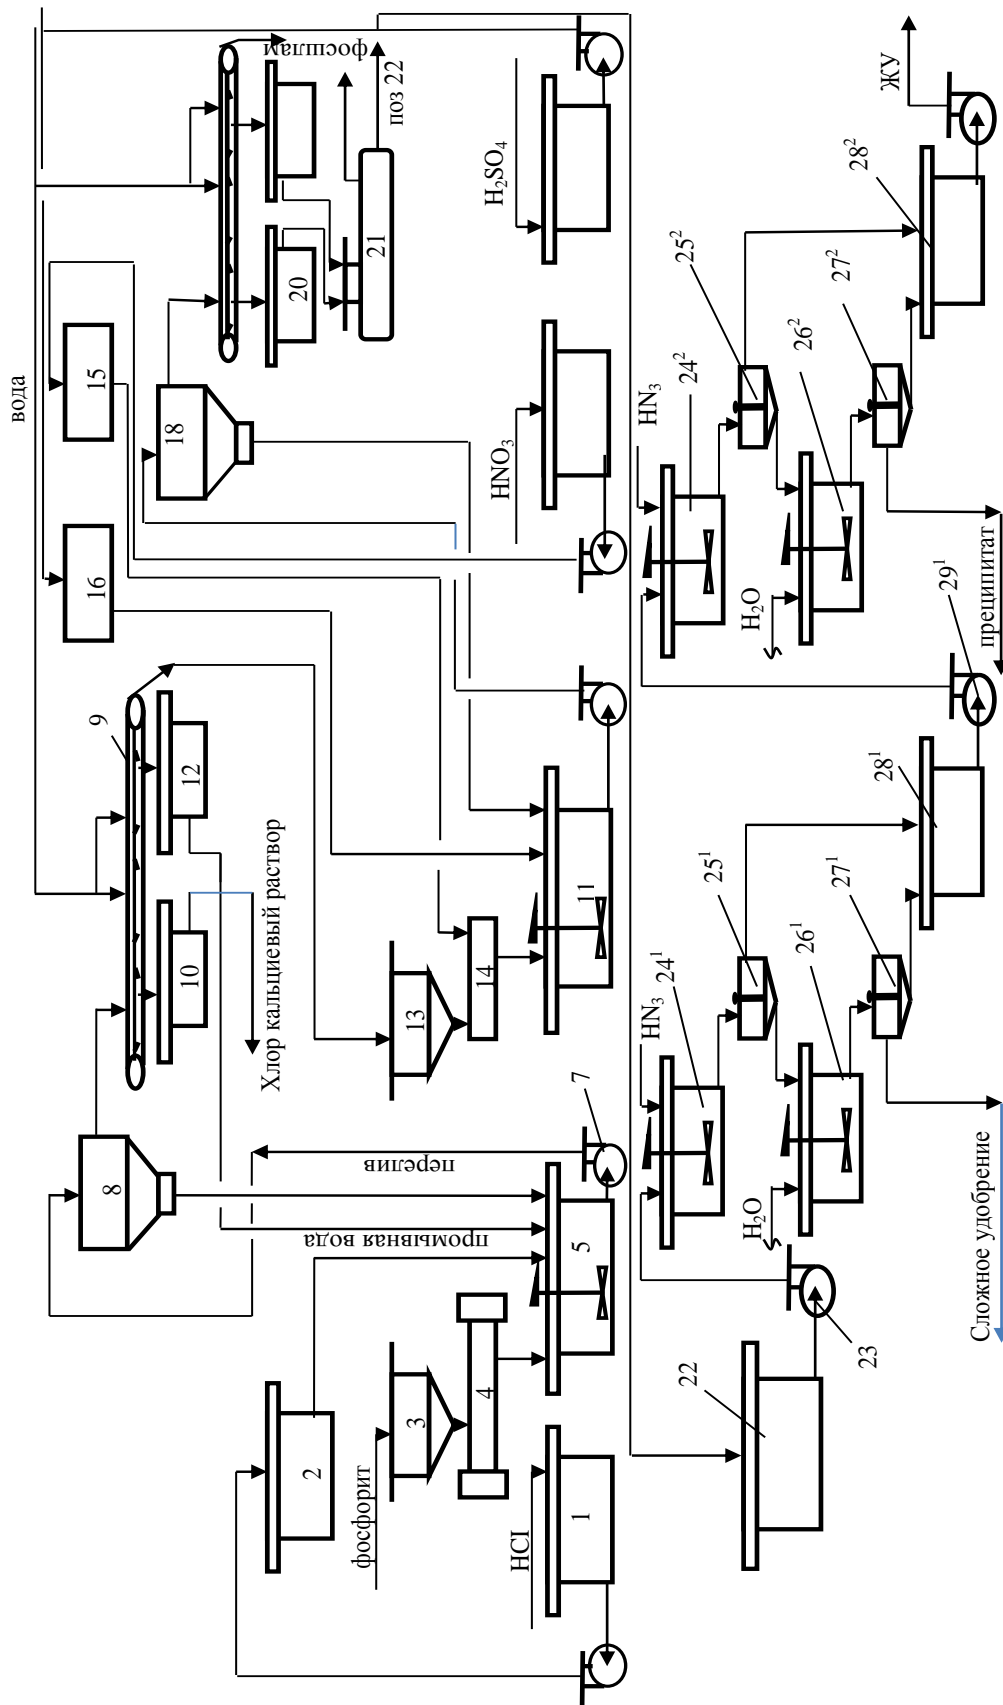 вода
16
15
9
8
18
10
12
Хлор кальциевый раствор
фосшлам
20
2
промывная вода
перелив
21
поз 22
фосфорит
3
13
4
14
HCl
HNO₃
H₂SO₄
1
5
11
7
HN₃
24¹
HN₃
24²
22
25¹
25²
H₂O
26¹
H₂O
26²
23
27¹
27²
28¹
28²
29¹
ЖУ
Сложное удобрение
преципитат